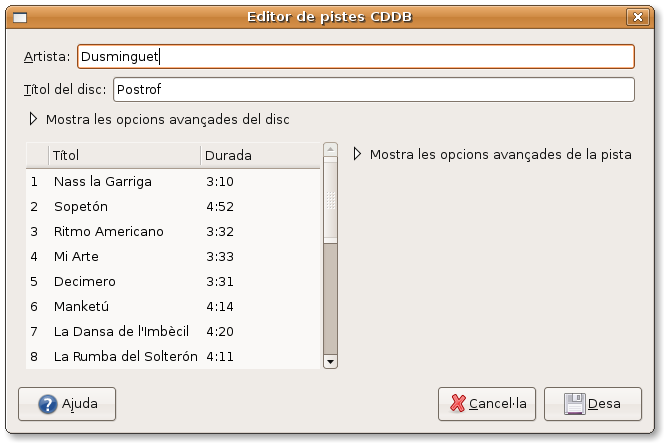 Editor de pistes CDDB
Artista: Dusminguet
Títol del disc: Postrof
Mostra les opcions avançades del disc
Títol Durada
Mostra les opcions avançades de la pista
1 Nass la Garriga 3:10
2 Sopetón 4:52
3 Ritmo Americano 3:32
4 Mi Arte 3:33
5 Decimero 3:31
6 Manketú 4:14
7 La Dansa de l'Imbècil 4:20
8 La Rumba del Solterón 4:11
Ajuda Cancel·la Desa